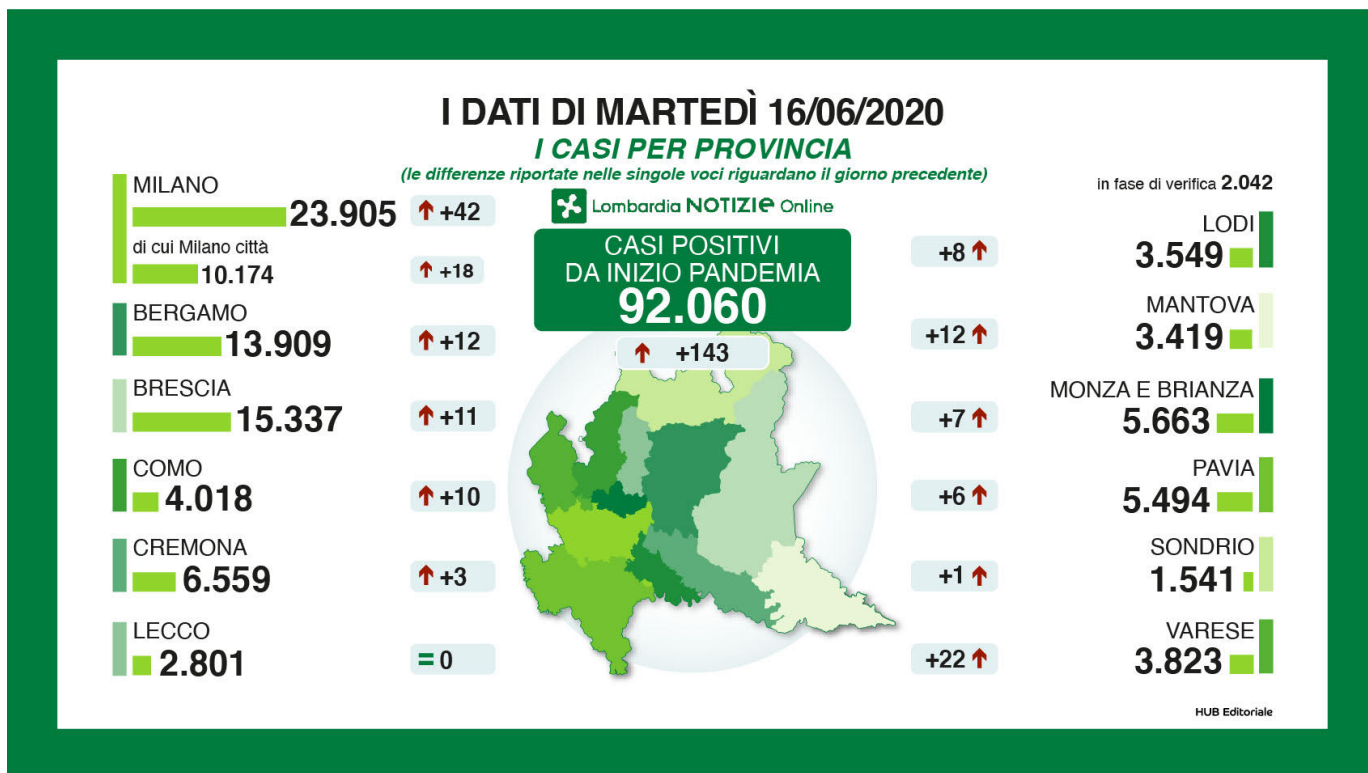 I DATI DI MARTEDÌ 16/06/2020
I CASI PER PROVINCIA
(le differenze riportate nelle singole voci riguardano il giorno precedente)
Lombardia NOTIZIe Online
CASI POSITIVI
DA INIZIO PANDEMIA
92.060
+143
MILANO
23.905
+42
di cui Milano città
10.174
+18
BERGAMO
13.909
+12
BRESCIA
15.337
+11
COMO
4.018
+10
CREMONA
6.559
+3
LECCO
2.801
= 0
in fase di verifica 2.042
LODI
+8
3.549
MANTOVA
+12
3.419
MONZA E BRIANZA
+7
5.663
PAVIA
+6
5.494
SONDRIO
+1
1.541
VARESE
+22
3.823
HUB Editoriale